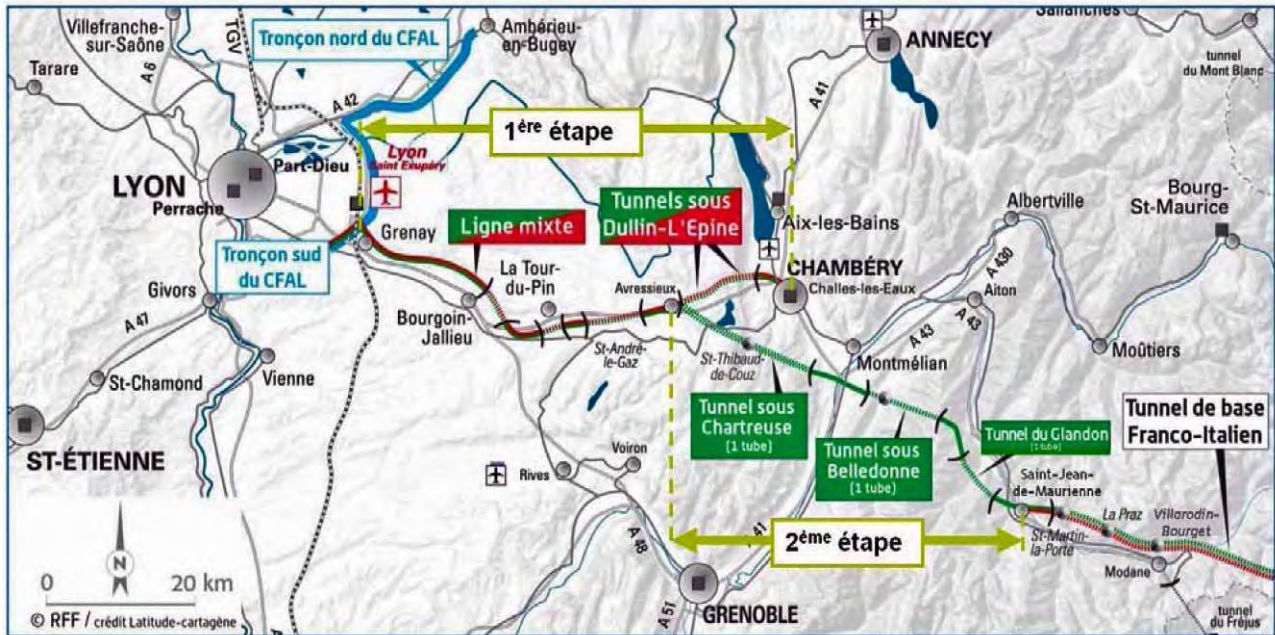 Villefranche-
sur-Saône
TGV
Tronçon nord du CFAL
Ambérieu-
en-Bugey
ANNECY
Sallanches
tunnel
du Mont Blanc
Tarare
A 6
A 42
A 41
1ère étape
Part-Dieu
Lyon
Saint Exupéry
LYON
Perrache
Grenay
Ligne mixte
Tunnels sous
Dullin-L'Epine
Aix-les-Bains
Albertville
Bourg-
St-Maurice
Tronçon sud
du CFAL
La Tour-
du-Pin
Avressieux
CHAMBÉRY
Challes-les-Eaux
A 430
Aiton
Givors
A 47
Bourgoin-
Jallieu
St-André-
le-Gaz
St-Thibaud-
de-Couz
A 43
A 43
Montmélian
Moûtiers
St-Chamond
Vienne
Tunnel sous
Chartreuse
(1 tube)
Tunnel sous
Belledonne
(1 tube)
Tunnel du Glandon
(1 tube)
Tunnel de base
Franco-Italien
ST-ÉTIENNE
Voiron
Rives
Saint-Jean-
de-Maurienne
La Praz
Villarodin-
Bourget
St-Martin-
la-Porte
A 48
A 41
2ème étape
Modane
N
0 20 km
GRENOBLE
A 51
tunnel
du Fréjus
© RFF / crédit Latitude-cartagène